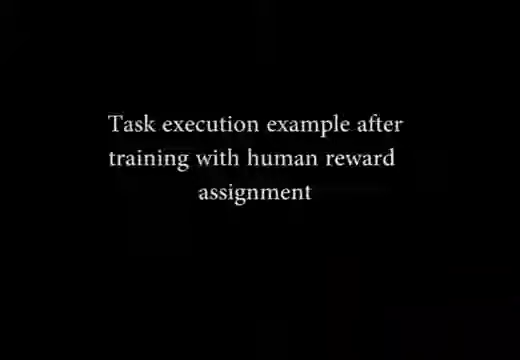 Task execution example after
training with human reward
assignment